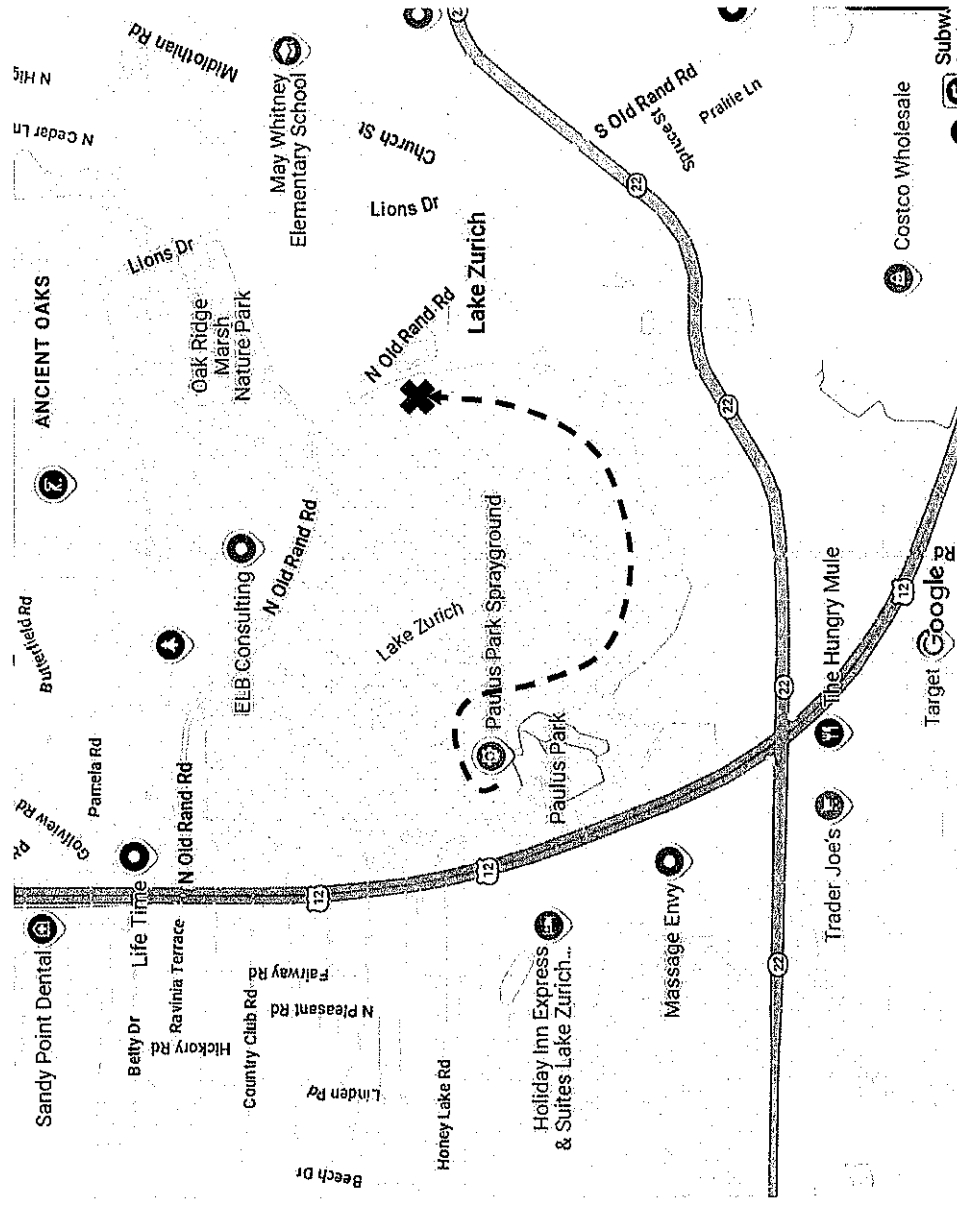 Sandy Point Dental
Rd
Golfview Rd
Pamela Rd
Butterfield Rd
ANCIENT OAKS
N Cedar Ln
Midlothian Rd
Betty Dr
Life Time
Ravinia Terrace
N Old Rand Rd
Hickory Rd
Country Club Rd
Fairway Rd
N Pleasant Rd
Linden Rd
Beech Dr
Honey Lake Rd
ELB Consulting
N Old Rand Rd
Oak Ridge
Marsh
Nature Park
Lions Dr
May Whitney
Elementary School
Church St
Lions Dr
N Old Rand Rd
Lake Zurich
Lake Zurich
12
12
Paulus Park Sprayground
Paulus Park
Holiday Inn Express
& Suites Lake Zurich...
Massage Envy
22
S Old Rand Rd
Spruce St
Prairie Ln
22
22
22
Trader Joe's
The Hungry Mule
12
Target
Google
Rd
Costco Wholesale